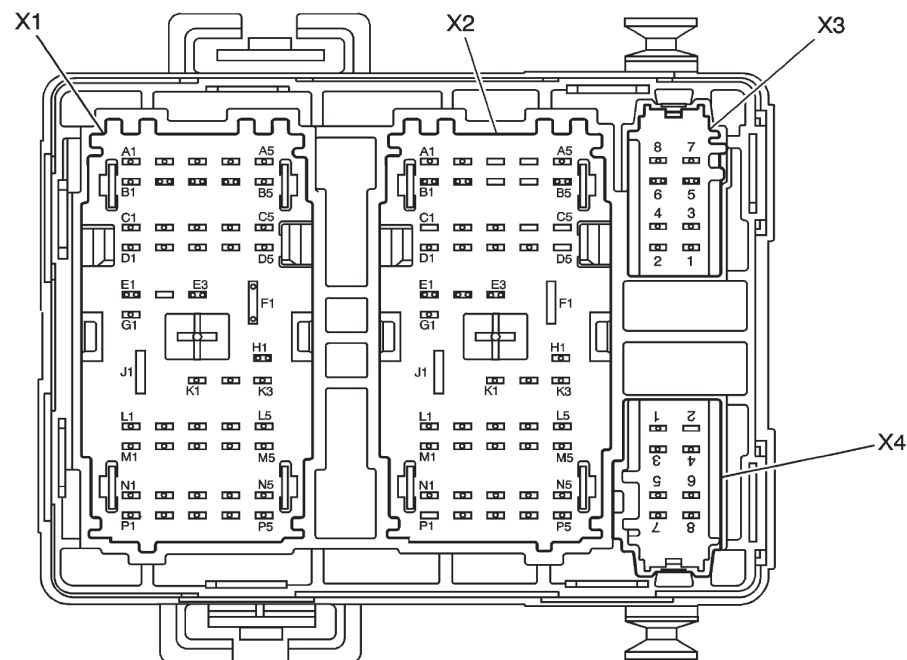 X1 X2 X3
A1 A5 A1 A5 8 7
B1 B5 B1 B5 6 5
C1 C5 C1 C5 4 3
D1 D5 D1 D5 2 1
E1 E3 E1 E3
F1 F1
G1 G1
H1 H1
J1 J1
K1 K3 K1 K3
L1 L5 L1 L5 1 2
M1 M5 M1 M5 3 4
X4
N1 N5 N1 N5 5 6
P1 P5 P1 P5 7 8